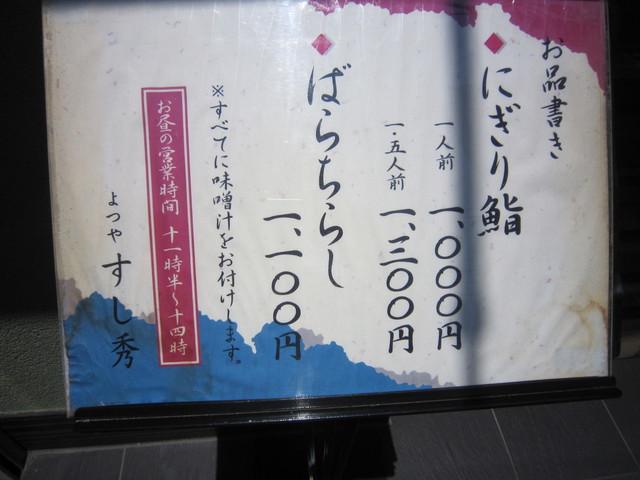 お品書き
◆にぎり鮨
一人前 一、〇〇〇円
一・五人前 一、三〇〇円
◆ばらちらし
一、一〇〇円
※すべてに味噌汁をお付けします。
お昼の営業時間 十一時半～十四時
よつや すし秀